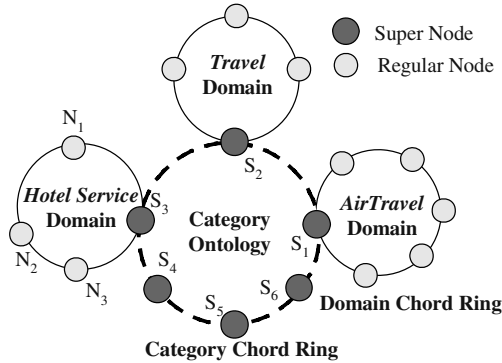 Super Node
Regular Node
Travel
Domain
N1
S2
Hotel Service
Domain
S3
Category
Ontology
AirTravel
Domain
S1
N2
N3
S4
S5
S6
Domain Chord Ring
Category Chord Ring